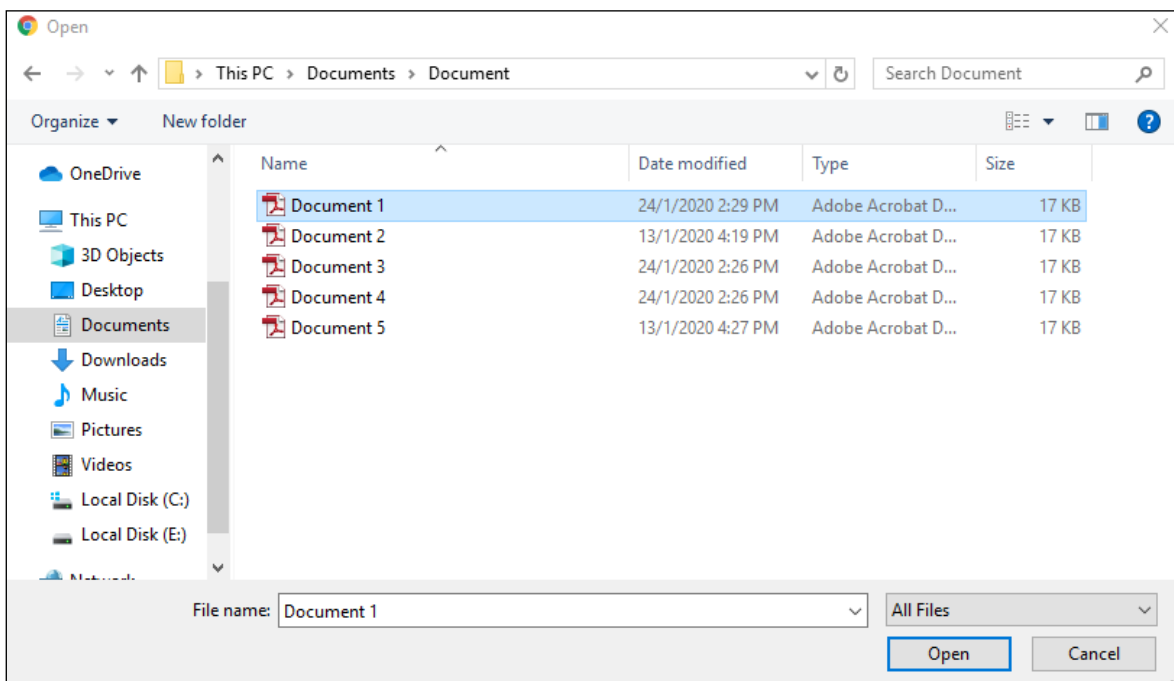 Open
This PC > Documents > Document
Search Document
Organize
New folder
Name Date modified Type Size
OneDrive
This PC
3D Objects
Desktop
Documents
Downloads
Music
Pictures
Videos
Local Disk (C:)
Local Disk (E:)
Document 1 24/1/2020 2:29 PM Adobe Acrobat D... 17 KB
Document 2 13/1/2020 4:19 PM Adobe Acrobat D... 17 KB
Document 3 24/1/2020 2:26 PM Adobe Acrobat D... 17 KB
Document 4 24/1/2020 2:26 PM Adobe Acrobat D... 17 KB
Document 5 13/1/2020 4:27 PM Adobe Acrobat D... 17 KB
File name: Document 1
All Files
Open Cancel